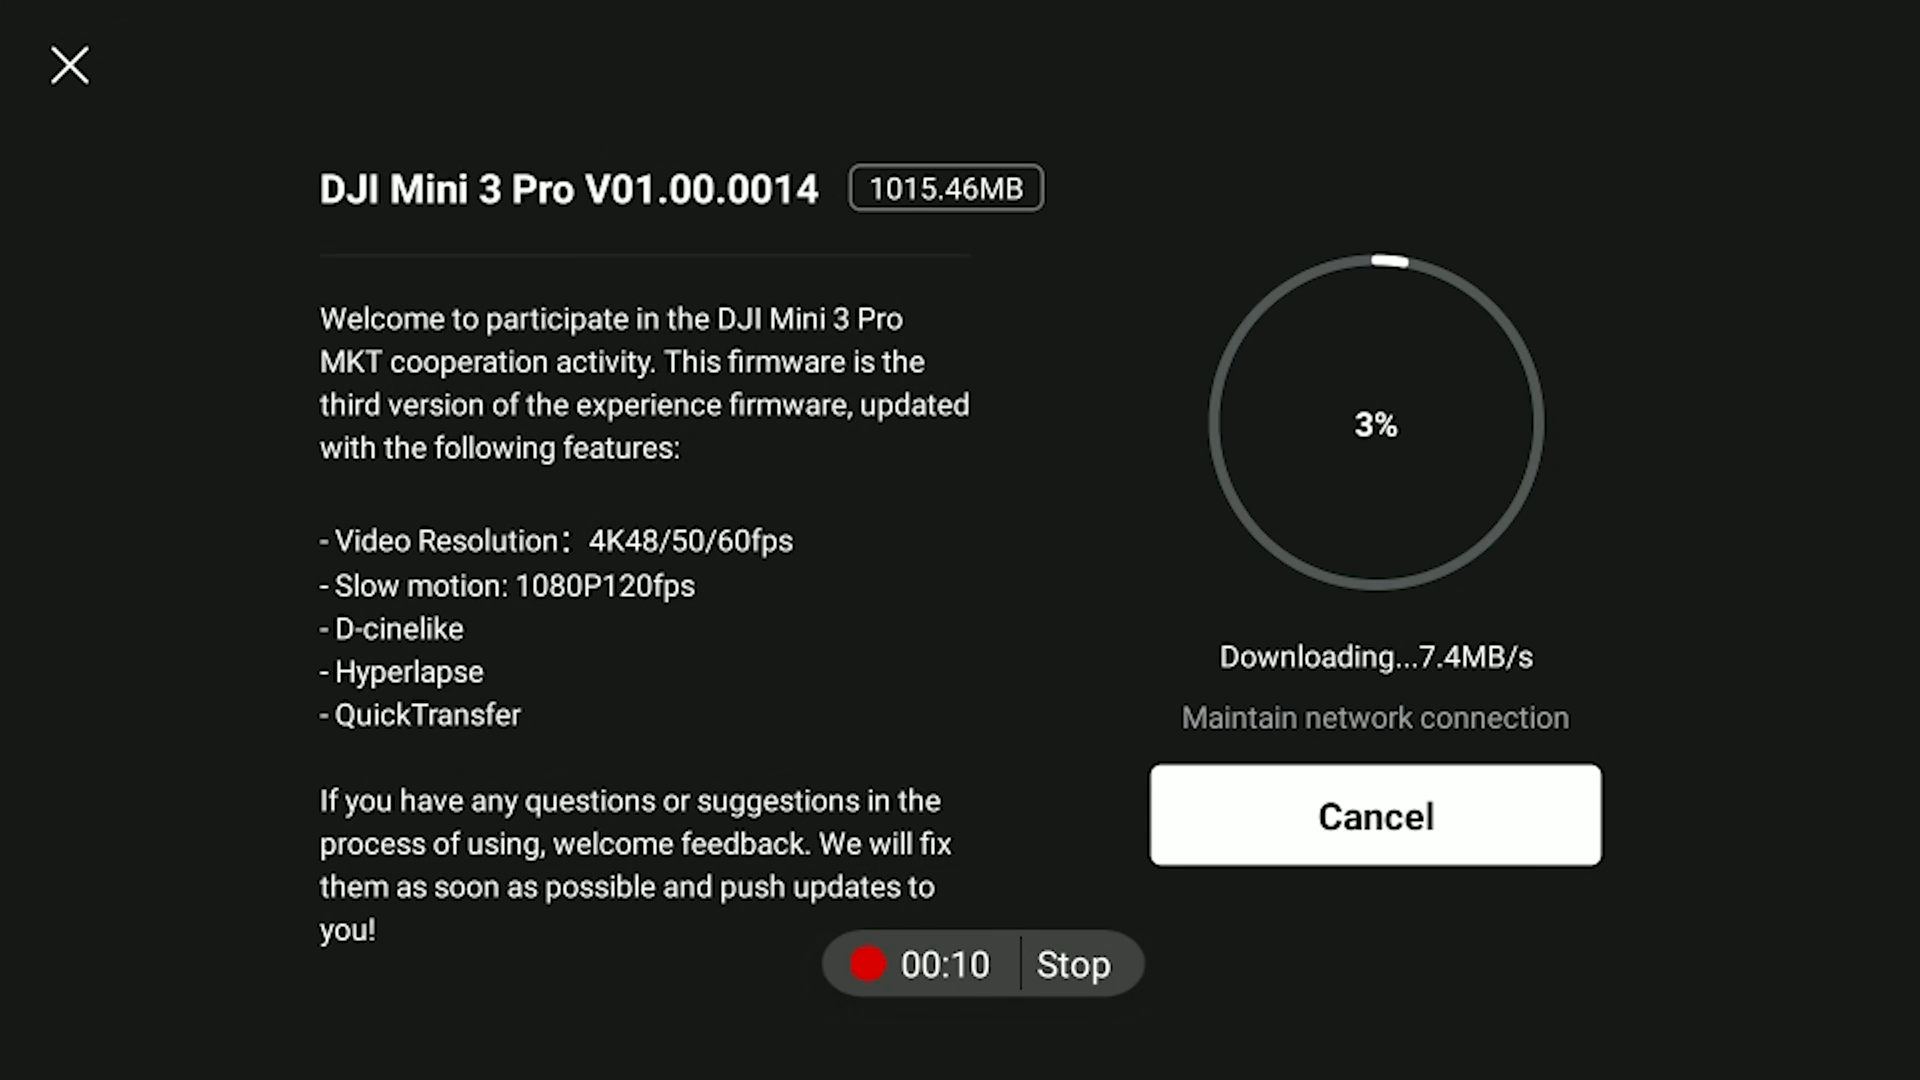 DJI Mini 3 Pro V01.00.0014
1015.46MB
Welcome to participate in the DJI Mini 3 Pro
MKT cooperation activity. This firmware is the
third version of the experience firmware, updated
with the following features:
- Video Resolution：4K48/50/60fps
- Slow motion: 1080P120fps
- D-cinelike
- Hyperlapse
- QuickTransfer
If you have any questions or suggestions in the
process of using, welcome feedback. We will fix
them as soon as possible and push updates to
you!
3%
Downloading...7.4MB/s
Maintain network connection
Cancel
00:10
Stop